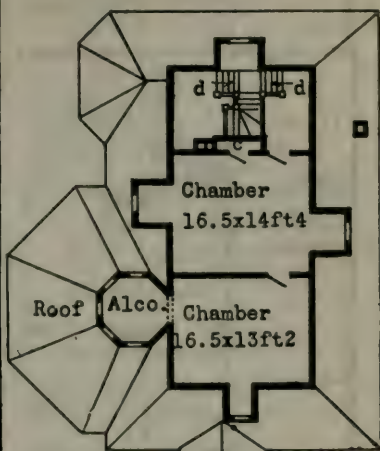 d d
c
Chamber
16.5x14ft4
Roof Alco. Chamber
16.5x13ft2